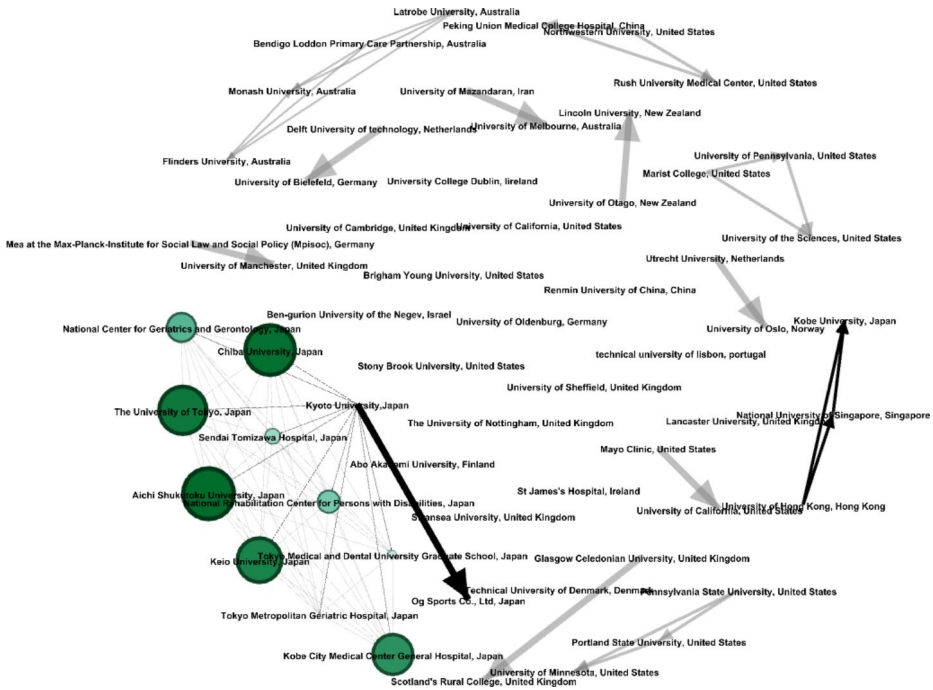 Latrobe University, Australia
Peking Union Medical College Hospital, China
Northwestern University, United States
Bendigo Loddon Primary Care Partnership, Australia
Rush University Medical Center, United States
Monash University, Australia
University of Mazandaran, Iran
Lincoln University, New Zealand
Delft University of technology, Netherlands
University of Melbourne, Australia
University of Pennsylvania, United States
Flinders University, Australia
Marist College, United States
University of Bielefeld, Germany
University College Dublin, Iireland
University of Otago, New Zealand
University of Cambridge, United Kingdom
University of California, United States
University of the Sciences, United States
Mea at the Max-Planck-Institute for Social Law and Social Policy (Mpisoc), Germany
Utrecht University, Netherlands
University of Manchester, United Kingdom
Brigham Young University, United States
Renmin University of China, China
Ben-gurion University of the Negev, Israel
University of Oldenburg, Germany
Kobe University, Japan
National Center for Geriatrics and Gerontology, Japan
University of Oslo, Norway
Chiba University, Japan
technical university of lisbon, portugal
Stony Brook University, United States
University of Sheffield, United Kingdom
Kyoto University,Japan
The University of Tokyo, Japan
National University of Singapore, Singapore
The University of Nottingham, United Kingdom
Lancaster University, United Kingdom
Sendai Tomizawa Hospital, Japan
Mayo Clinic, United States
Abo Akademi University, Finland
St James's Hospital, Ireland
Aichi Shukutoku University, Japan
National Rehabilitation Center for Persons with Disabilities, Japan
University of Hong Kong, Hong Kong
University of California, United States
Swansea University, United Kingdom
Tokyo Medical and Dental University Graduate School, Japan
Glasgow Celedonian University, United Kingdom
Keio University, Japan
Technical University of Denmark, Denmark
Pennsylvania State University, United States
Og Sports Co., Ltd, Japan
Tokyo Metropolitan Geriatric Hospital, Japan
Portland State University, United States
Kobe City Medical Center General Hospital, Japan
University of Minnesota, United States
Scotland's Rural College, United Kingdom